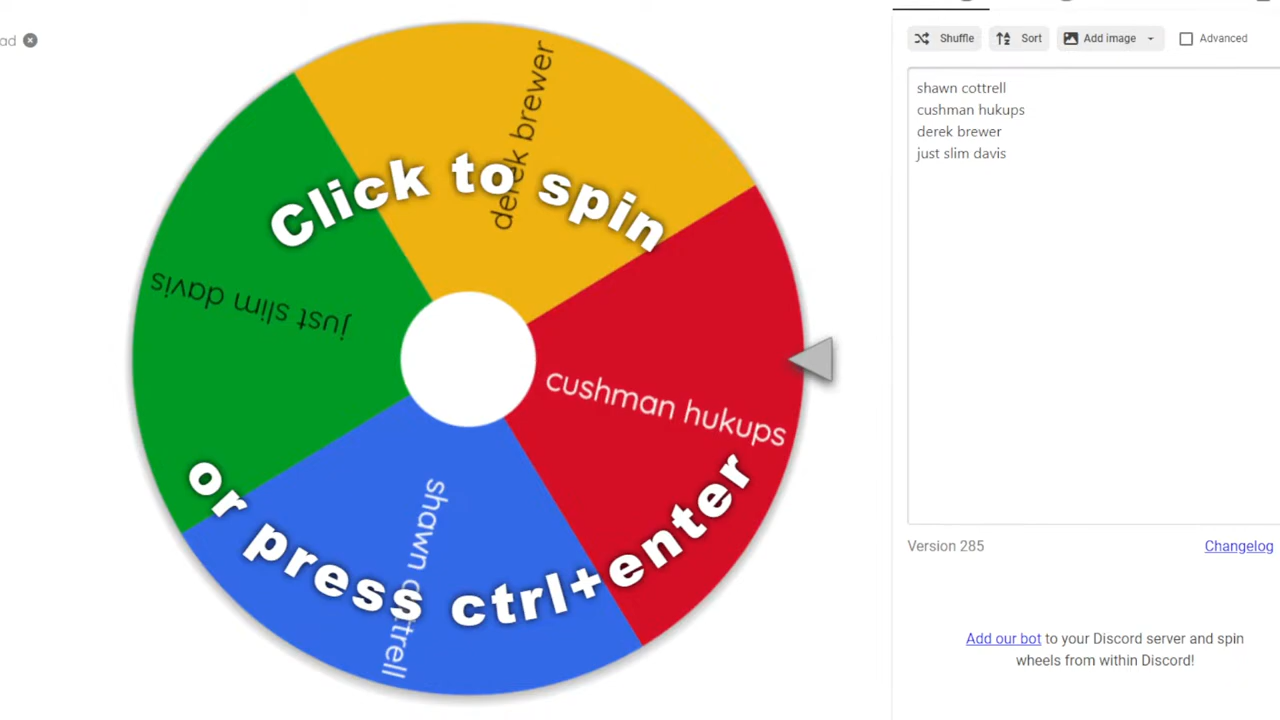 ad
Shuffle
Sort
Add image
Advanced
shawn cottrell
cushman hukups
derek brewer
just slim davis
derek brewer
Click to spin
just slim davis
cushman hukups
shawn cottrell
or press ctrl+enter
Version 285
Changelog
Add our bot to your Discord server and spin
wheels from within Discord!